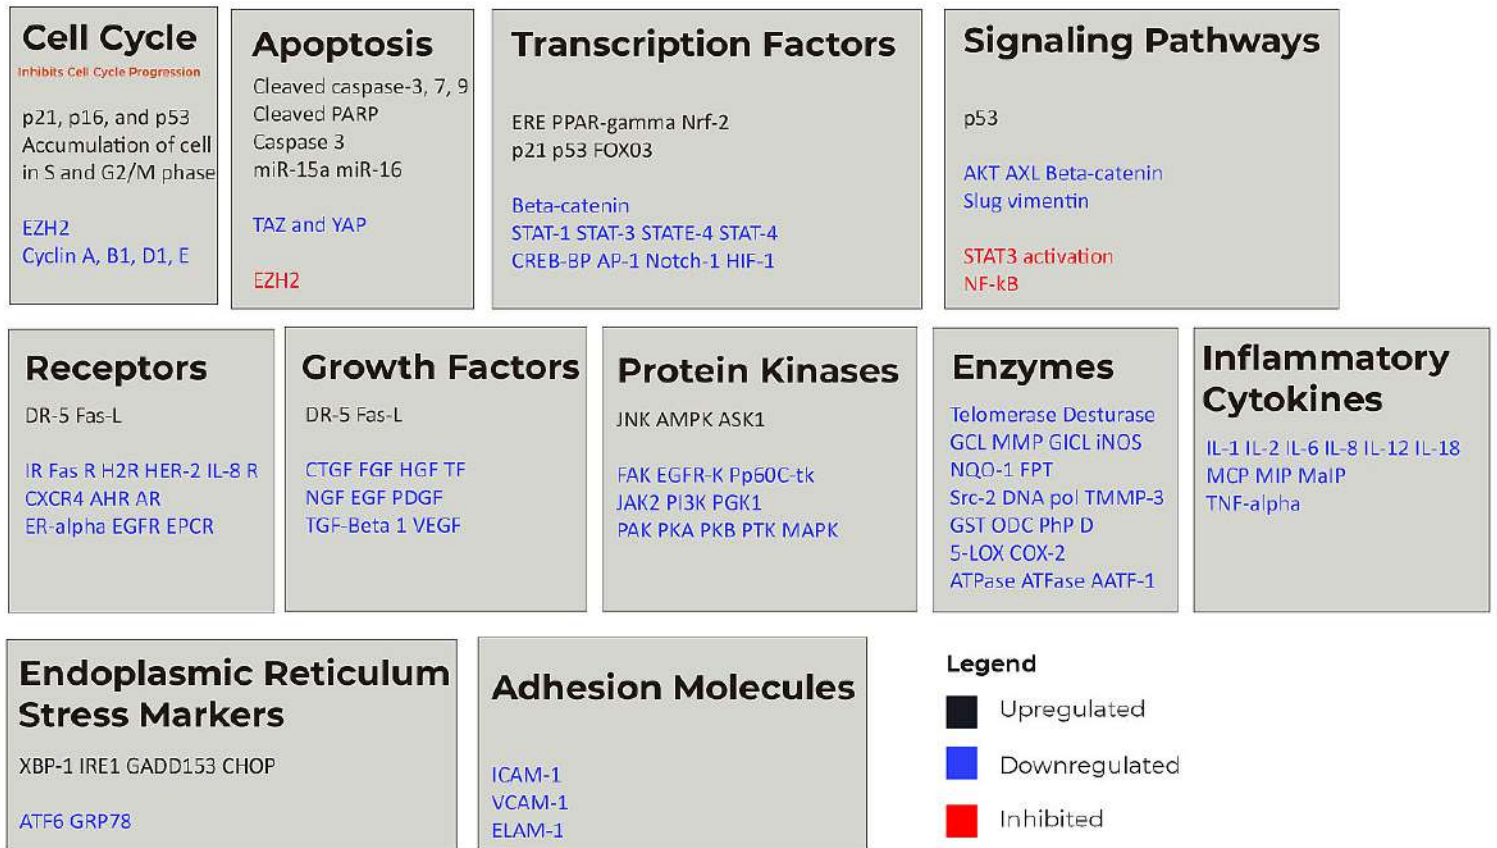 Cell Cycle
Inhibits Cell Cycle Progression
p21, p16, and p53
Accumulation of cell
in S and G2/M phase
EZH2
Cyclin A, B1, D1, E
Apoptosis
Cleaved caspase-3, 7, 9
Cleaved PARP
Caspase 3
miR-15a miR-16
TAZ and YAP
EZH2
Transcription Factors
ERE PPAR-gamma Nrf-2
p21 p53 FOX03
Beta-catenin
STAT-1 STAT-3 STATE-4 STAT-4
CREB-BP AP-1 Notch-1 HIF-1
Signaling Pathways
p53
AKT AXL Beta-catenin
Slug vimentin
STAT3 activation
NF-kB
Receptors
DR-5 Fas-L
IR Fas R H2R HER-2 IL-8 R
CXCR4 AHR AR
ER-alpha EGFR EPCR
Growth Factors
DR-5 Fas-L
CTGF FGF HGF TF
NGF EGF PDGF
TGF-Beta 1 VEGF
Protein Kinases
JNK AMPK ASK1
FAK EGFR-K Pp60C-tk
JAK2 PI3K PGK1
PAK PKA PKB PTK MAPK
Enzymes
Telomerase Desturase
GCL MMP GICL iNOS
NQO-1 FPT
Src-2 DNA pol TMMP-3
GST ODC PhP D
5-LOX COX-2
ATPase ATFase AATF-1
Inflammatory
Cytokines
IL-1 IL-2 IL-6 IL-8 IL-12 IL-18
MCP MIP MaIP
TNF-alpha
Endoplasmic Reticulum
Stress Markers
XBP-1 IRE1 GADD153 CHOP
ATF6 GRP78
Adhesion Molecules
ICAM-1
VCAM-1
ELAM-1
Legend
Upregulated
Downregulated
Inhibited